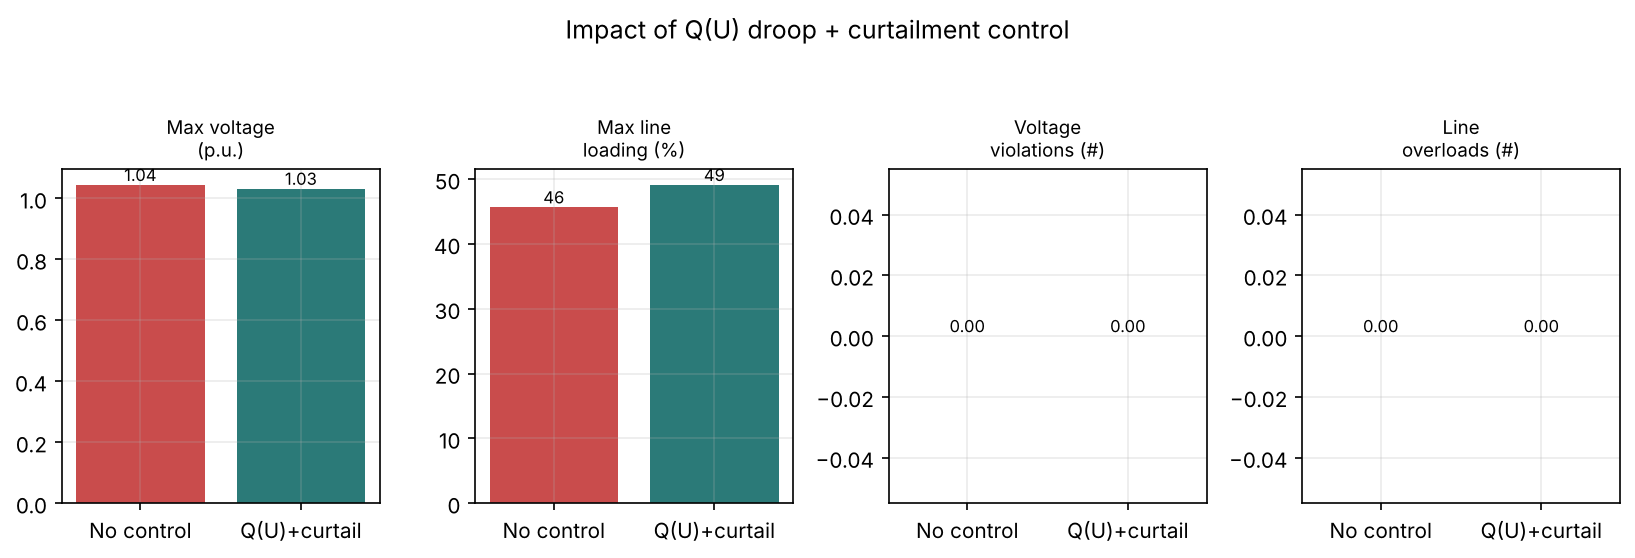 Impact of Q(U) droop + curtailment control
Max voltage
(p.u.)
1.0
0.8
0.6
0.4
0.2
0.0
1.04
1.03
No control
Q(U)+curtail
Max line
loading (%)
50
40
30
20
10
0
46
49
No control
Q(U)+curtail
Voltage
violations (#)
0.04
0.02
0.00
−0.02
−0.04
0.00
0.00
No control
Q(U)+curtail
Line
overloads (#)
0.04
0.02
0.00
−0.02
−0.04
0.00
0.00
No control
Q(U)+curtail